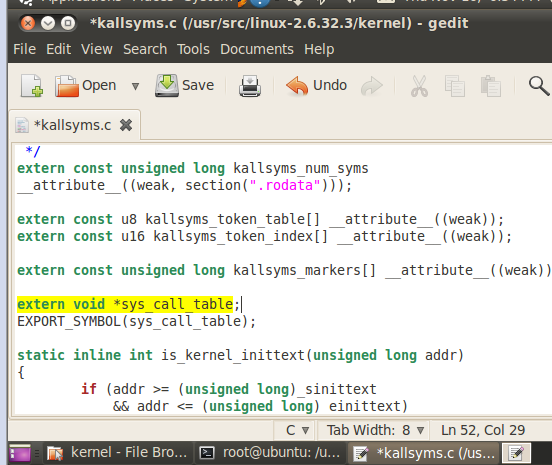 *kallsyms.c (/usr/src/linux-2.6.32.3/kernel) - gedit
File Edit View Search Tools Documents Help
Open Save Undo
*kallsyms.c
*/
extern const unsigned long kallsyms_num_syms
__attribute__((weak, section(".rodata")));
extern const u8 kallsyms_token_table[] __attribute__((weak));
extern const u16 kallsyms_token_index[] __attribute__((weak));
extern const unsigned long kallsyms_markers[] __attribute__((weak))
extern void *sys_call_table;
EXPORT_SYMBOL(sys_call_table);
static inline int is_kernel_inittext(unsigned long addr)
{
if (addr >= (unsigned long)_sinittext
&& addr <= (unsigned long)_einittext)
C Tab Width: 8 Ln 52, Col 29
kernel - File Bro... root@ubuntu: /u... *kallsyms.c (/us...